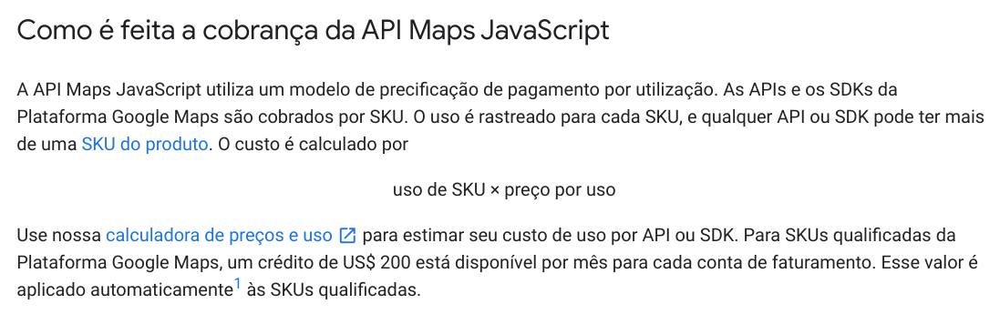 Como é feita a cobrança da API Maps JavaScript
A API Maps JavaScript utiliza um modelo de precificação de pagamento por utilização. As APIs e os SDKs da
Plataforma Google Maps são cobrados por SKU. O uso é rastreado para cada SKU, e qualquer API ou SDK pode ter mais
de uma SKU do produto. O custo é calculado por
uso de SKU × preço por uso
Use nossa calculadora de preços e uso para estimar seu custo de uso por API ou SDK. Para SKUs qualificadas da
Plataforma Google Maps, um crédito de US$ 200 está disponível por mês para cada conta de faturamento. Esse valor é
aplicado automaticamente¹ às SKUs qualificadas.